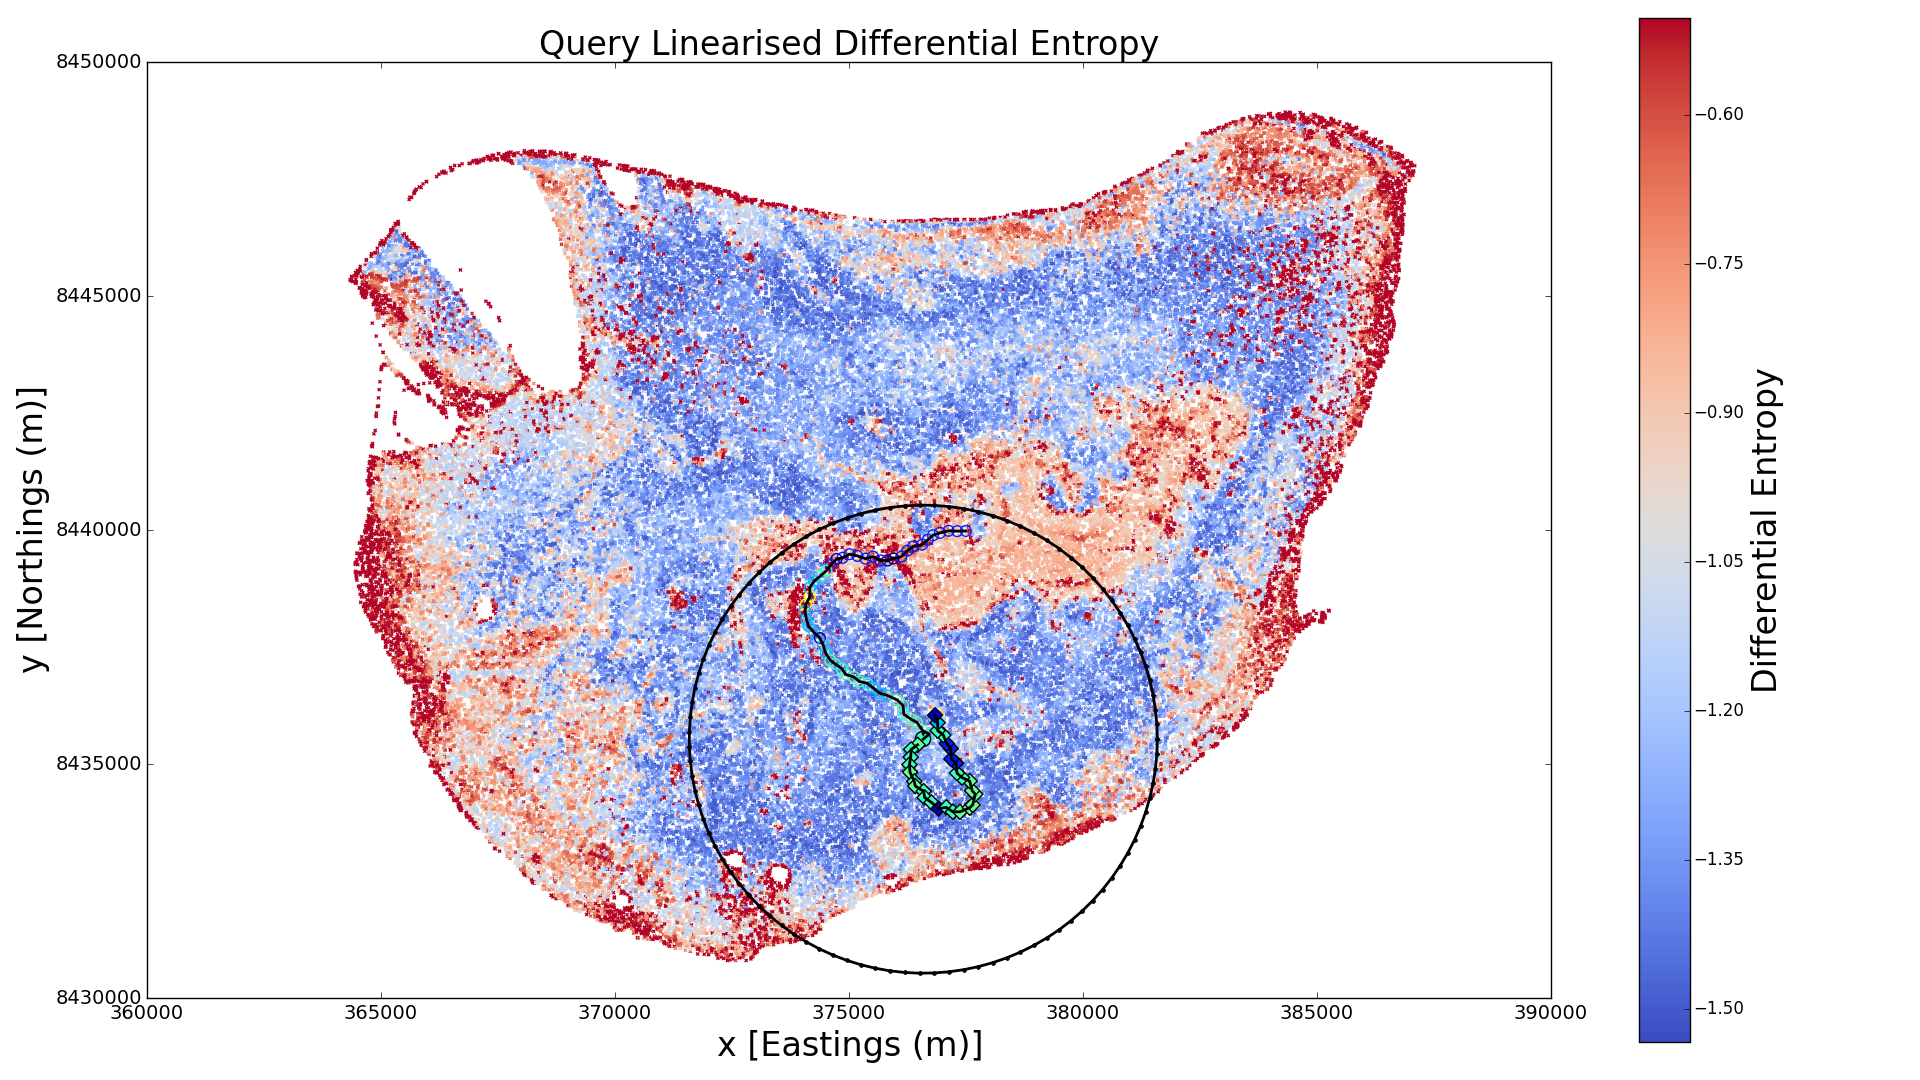 Query Linearised Differential Entropy
8450000
8445000
8440000
8435000
8430000
y [Northings (m)]
360000 365000 370000 375000 380000 385000 390000
x [Eastings (m)]
−0.60
−0.75
−0.90
−1.05
−1.20
−1.35
−1.50
Differential Entropy